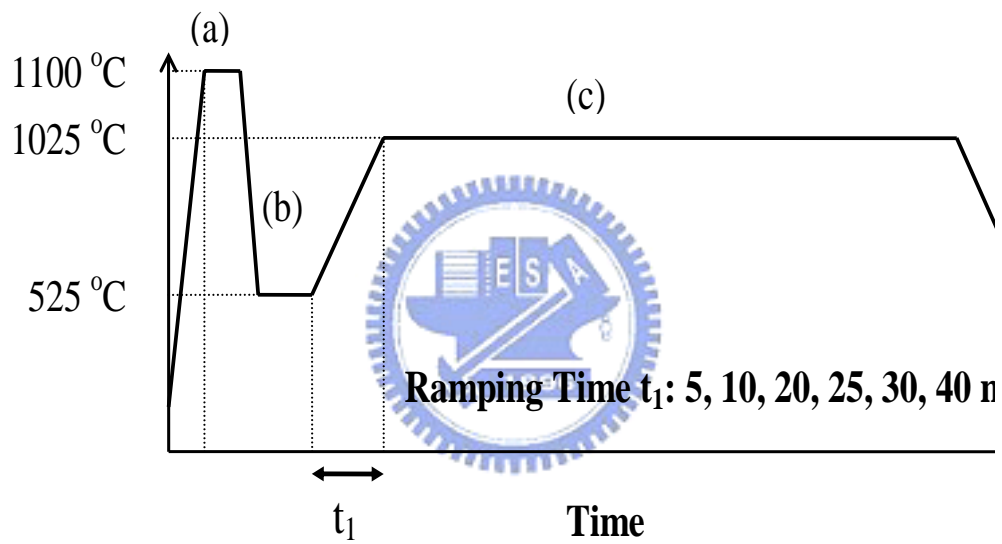 (a)
1100 °C
(c)
1025 °C
(b)
E S A
525 °C
Ramping Time t₁: 5, 10, 20, 25, 30, 40 m
t₁
Time